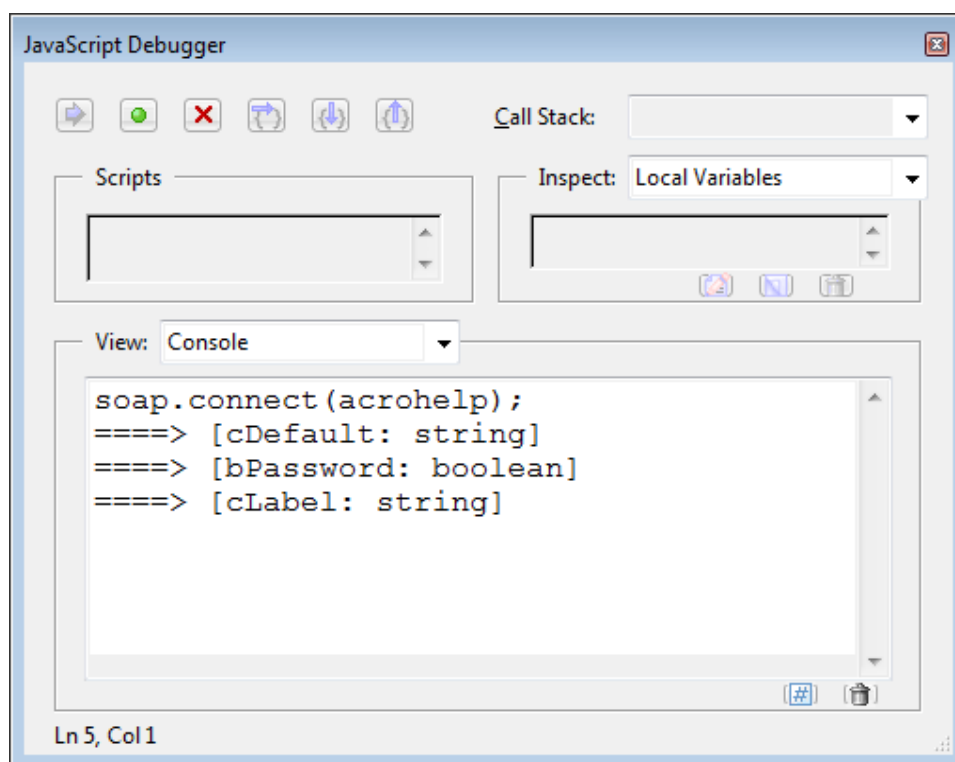 JavaScript Debugger
Call Stack:
Scripts
Inspect: Local Variables
View: Console
soap.connect(acrohelp);
====> [cDefault: string]
====> [bPassword: boolean]
====> [cLabel: string]
Ln 5, Col 1